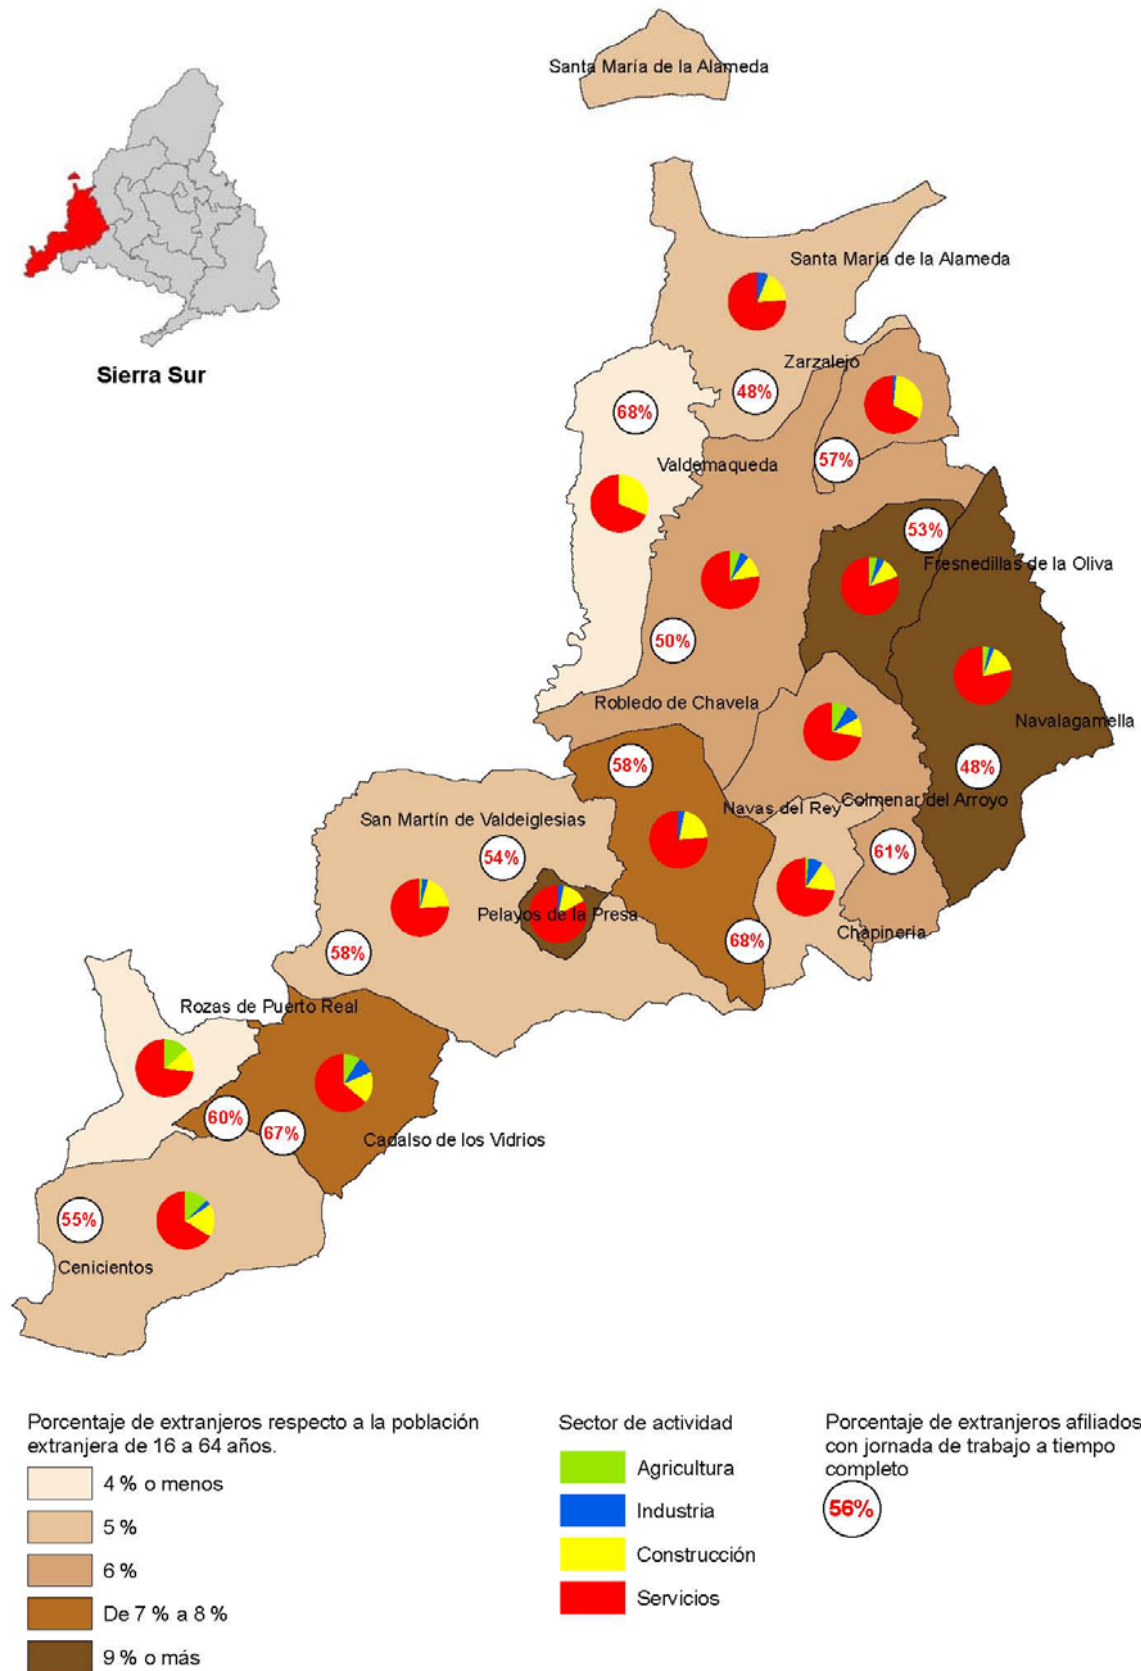 Santa María de la Alameda
Sierra Sur
Santa María de la Alameda
Zarzalejo
48%
68%
57%
Valdemaqueda
53%
Fresnedillas de la Oliva
50%
Robledo de Chavela
Navalagamella
58%
48%
Navas del Rey
Colmenar del Arroyo
San Martín de Valdeiglesias
54%
61%
Pelayos de la Presa
Chapinería
68%
58%
Rozas de Puerto Real
60%
67%
Cadalso de los Vidrios
55%
Cenicientos
Porcentaje de extranjeros respecto a la población
extranjera de 16 a 64 años.
4 % o menos
5 %
6 %
De 7 % a 8 %
9 % o más
Sector de actividad
Agricultura
Industria
Construcción
Servicios
Porcentaje de extranjeros afiliados
con jornada de trabajo a tiempo
completo
56%